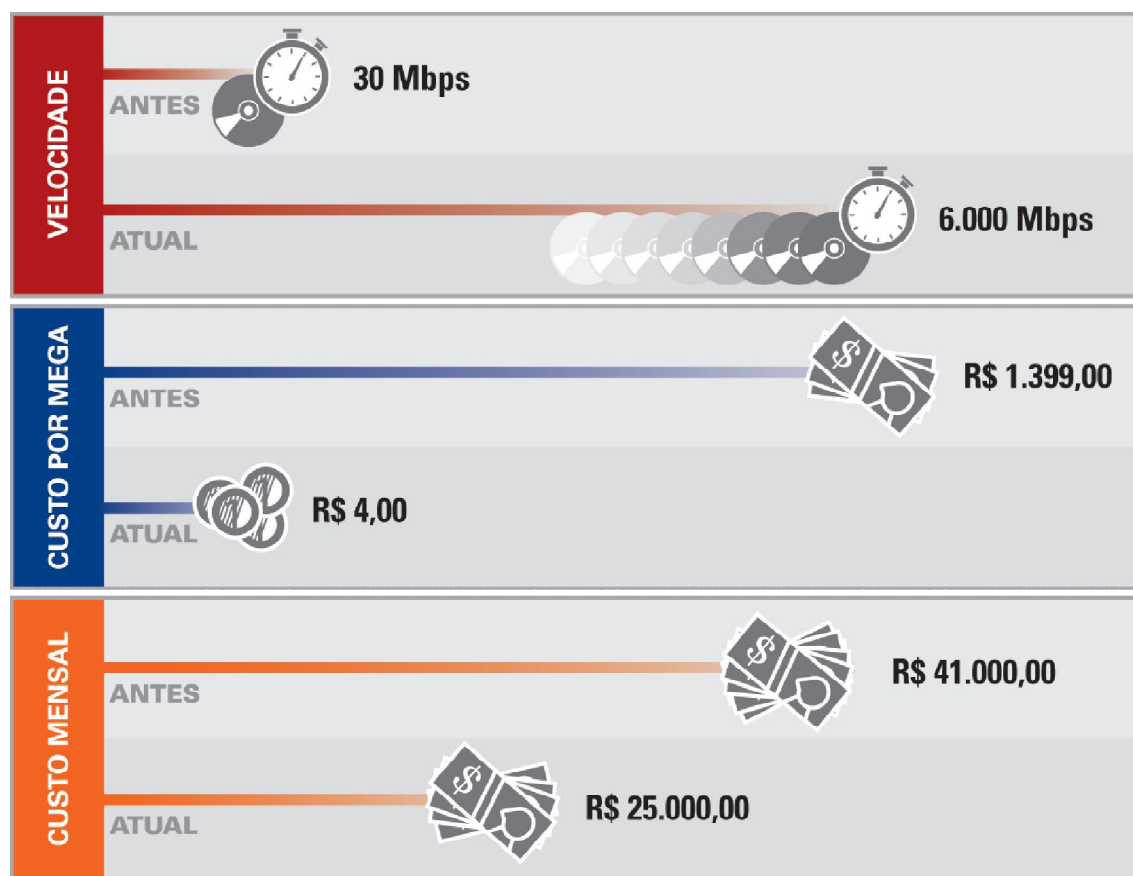 VELOCIDADE
ANTES
30 Mbps
ATUAL
6.000 Mbps
CUSTO POR MEGA
ANTES
$
R$ 1.399,00
ATUAL
R$ 4,00
CUSTO MENSAL
ANTES
$
R$ 41.000,00
ATUAL
$
R$ 25.000,00